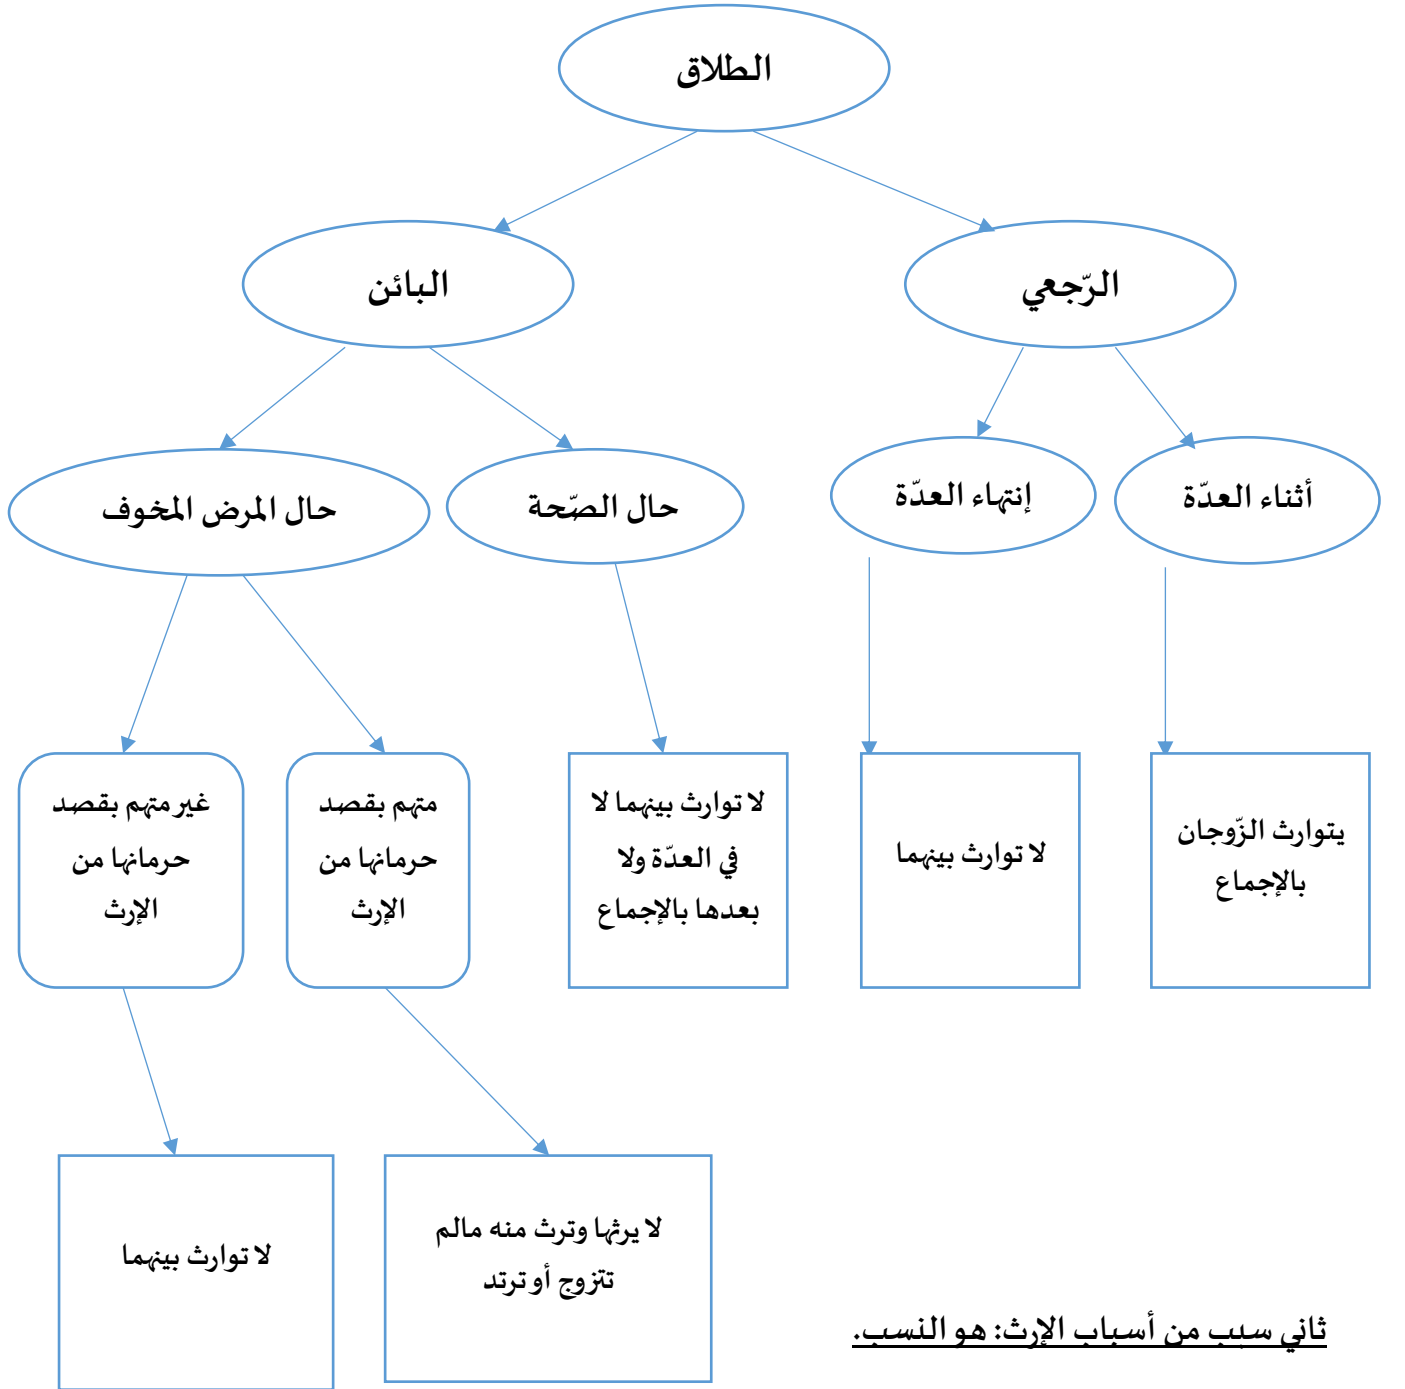 الطلاق
الرّجعي
البائن
أثناء العدّة
إنتهاء العدّة
حال الصّحة
حال المرض المخوف
يتوارث الزّوجان
بالإجماع
لا توارث بينهما
لا توارث بينهما لا
في العدّة ولا
بعدها بالإجماع
متهم بقصد
حرمانها من
الإرث
غير متهم بقصد
حرمانها من
الإرث
لا يرثها وترث منه مالم
تتزوج أو ترتد
لا توارث بينهما
ثاني سبب من أسباب الإرث: هو النسب.